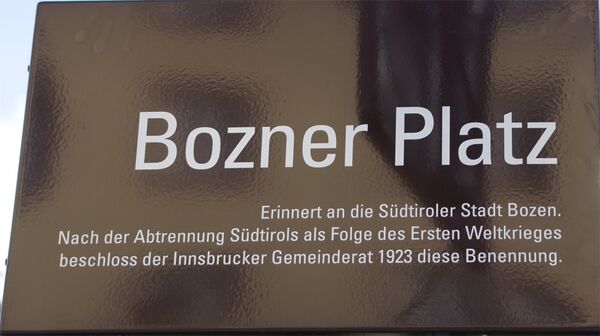 Bozner Platz
Erinnert an die Südtiroler Stadt Bozen.
Nach der Abtrennung Südtirols als Folge des Ersten Weltkrieges
beschloss der Innsbrucker Gemeinderat 1923 diese Benennung.